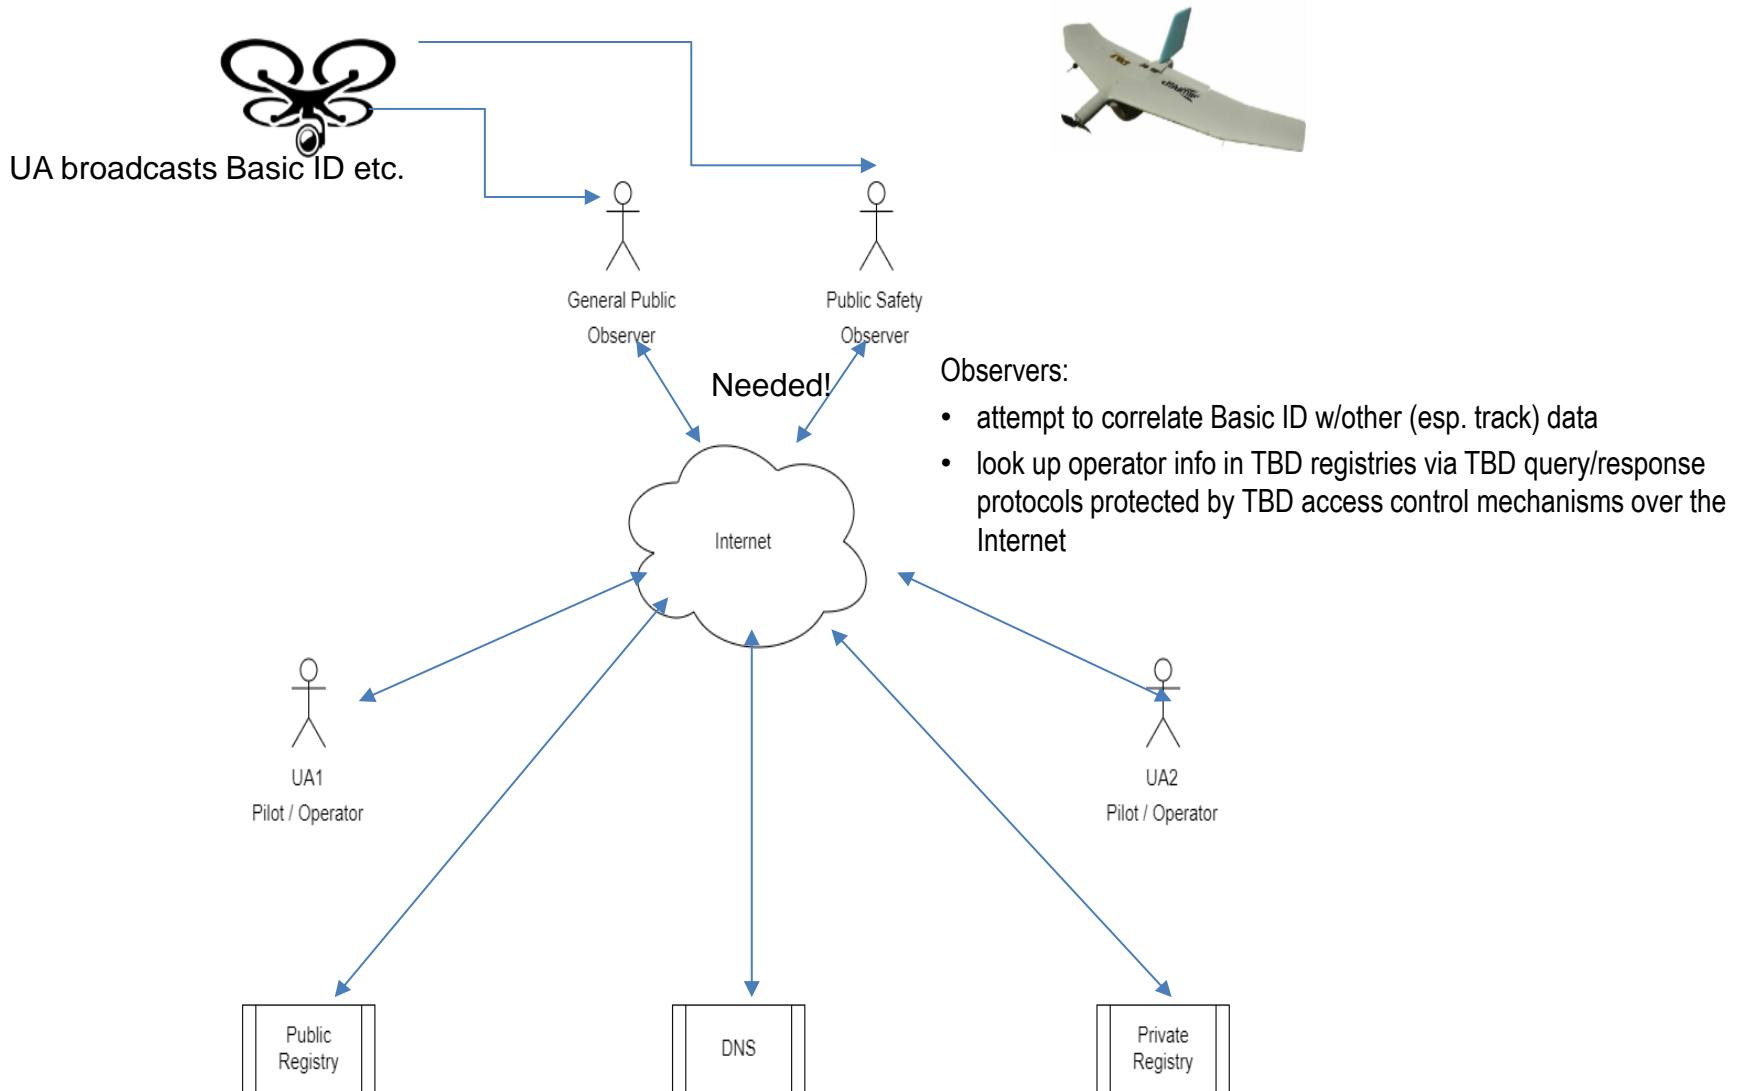 UA broadcasts Basic ID etc.
General Public
Observer
Public Safety
Observer
Needed!
Observers:
• attempt to correlate Basic ID w/other (esp. track) data
• look up operator info in TBD registries via TBD query/response
protocols protected by TBD access control mechanisms over the
Internet
Internet
UA1
Pilot / Operator
UA2
Pilot / Operator
Public
Registry
DNS
Private
Registry